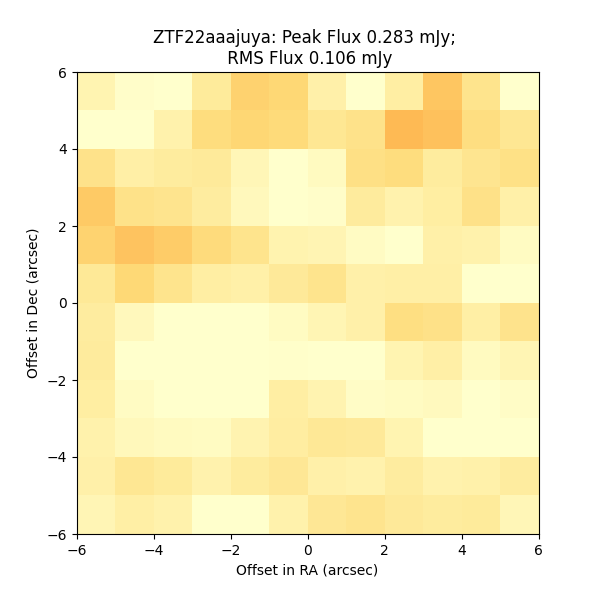 ZTF22aaajuya: Peak Flux 0.283 mJy;
RMS Flux 0.106 mJy
6
4
2
0
−2
−4
−6
Offset in Dec (arcsec)
−6 −4 −2 0 2 4 6
Offset in RA (arcsec)